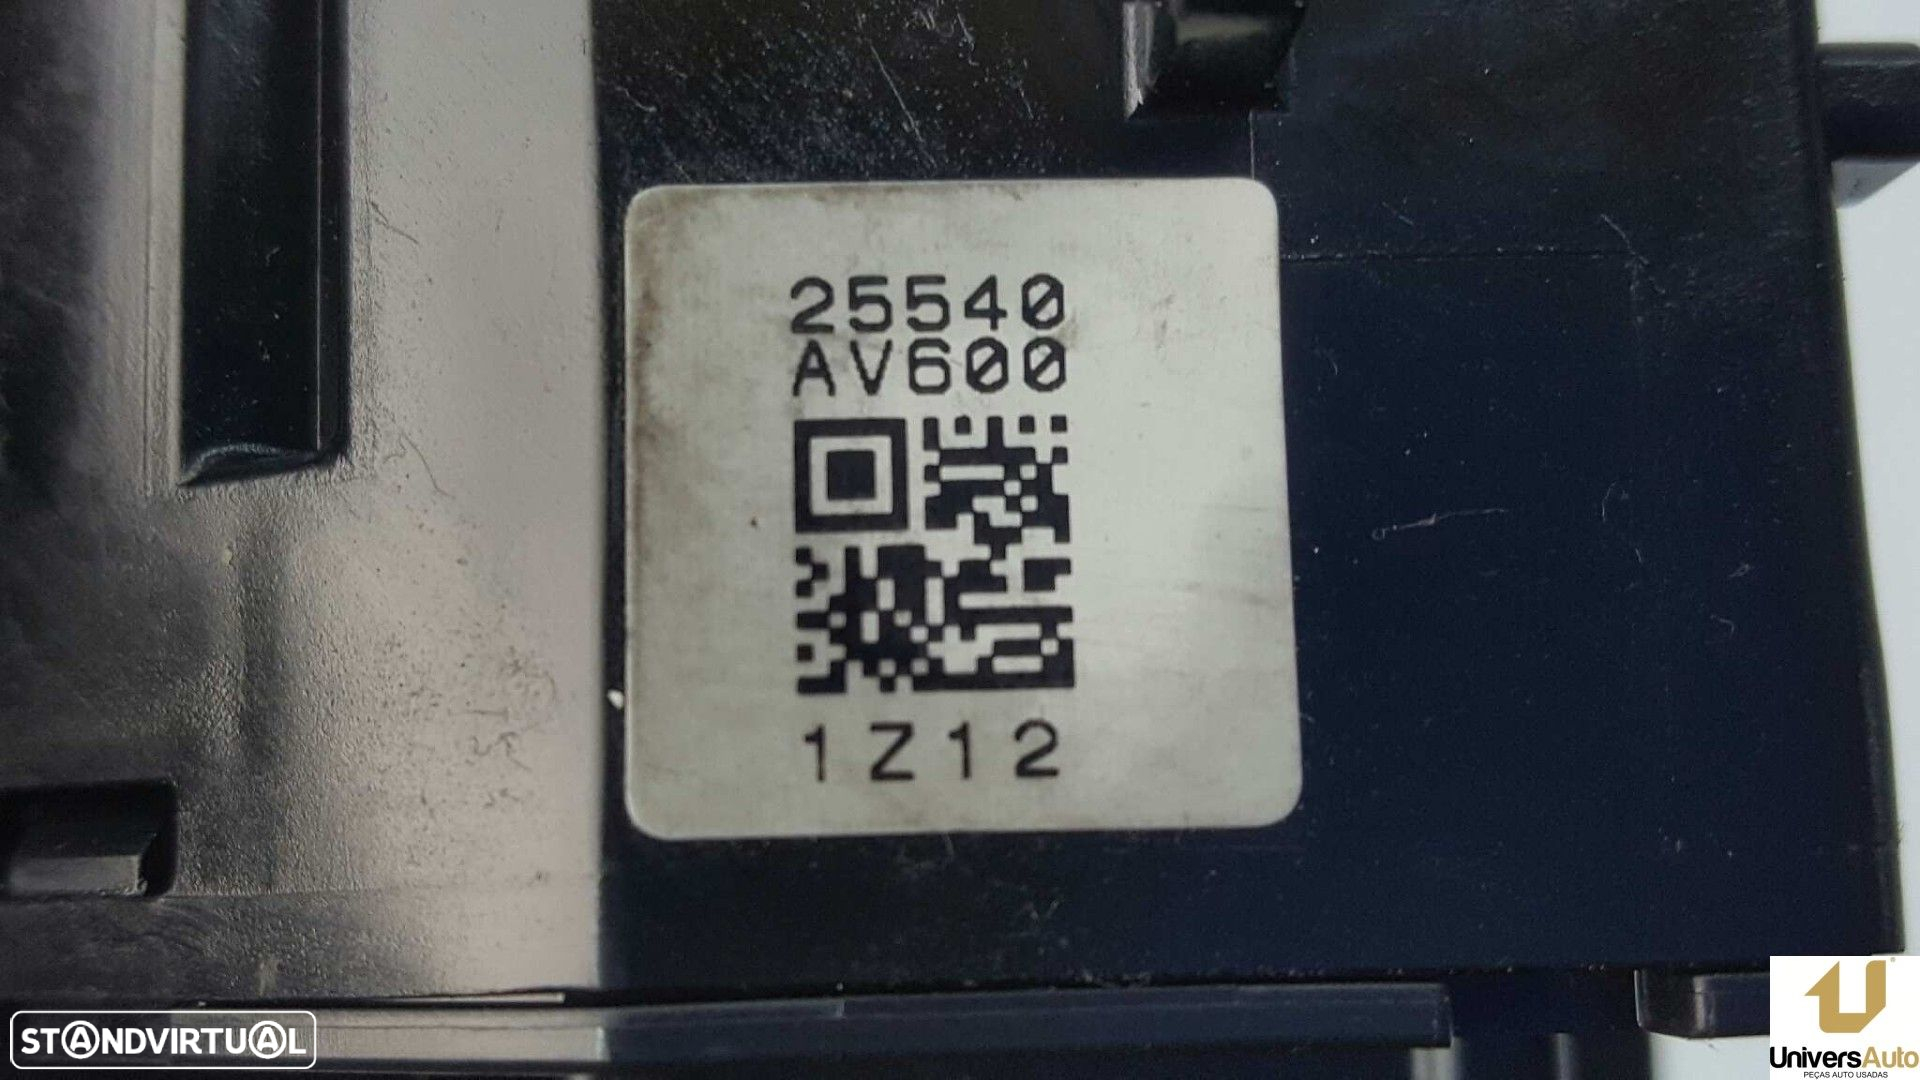 25540
AV600
1Z12
STANDVIRTUAL
UniversAuto
PEÇAS AUTO USADAS